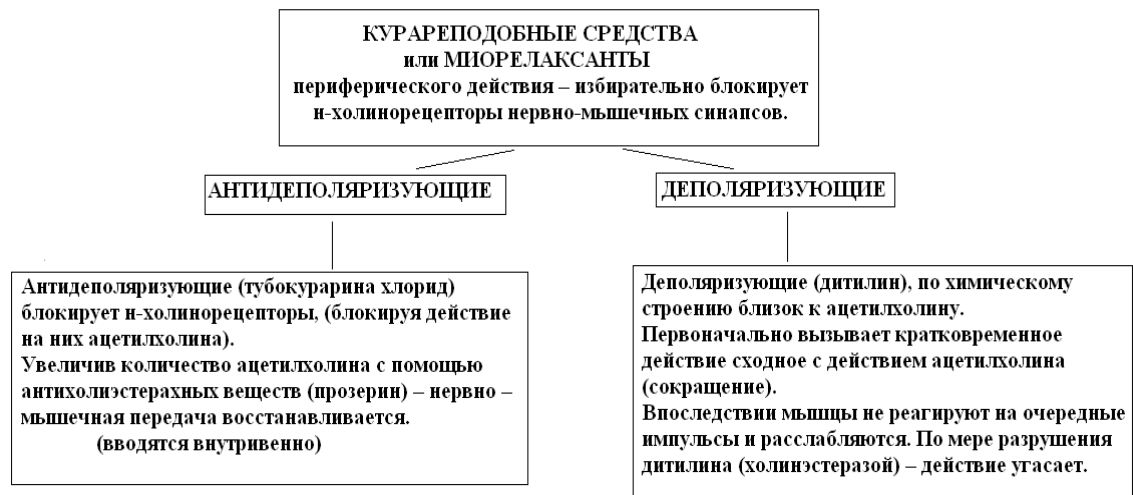 КУРАРЕПОДОБНЫЕ СРЕДСТВА
или МИОРЕЛАКСАНТЫ
периферического действия – избирательно блокирует
н-холинорецепторы нервно-мышечных синапсов.
АНТИДЕПОЛЯРИЗУЮЩИЕ
ДЕПОЛЯРИЗУЮЩИЕ
Антидеполяризующие (тубокурарина хлорид)
блокирует н-холинорецепторы, (блокируя действие
на них ацетилхолина).
Увеличив количество ацетилхолина с помощью
антихолиэстерахных веществ (прозерин) – нервно –
мышечная передача восстанавливается.
(вводятся внутривенно)
Деполяризующие (дитилин), по химическому
строению близок к ацетилхолину.
Первоначально вызывает кратковременное
действие сходное с действием ацетилхолина
(сокращение).
Впоследствии мышцы не реагируют на очередные
импульсы и расслабляются. По мере разрушения
дитилина (холинэстеразой) – действие угасает.